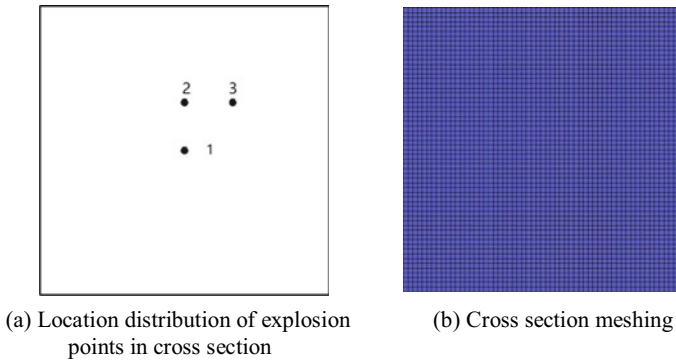 2 3
1
(a) Location distribution of explosion
points in cross section
(b) Cross section meshing